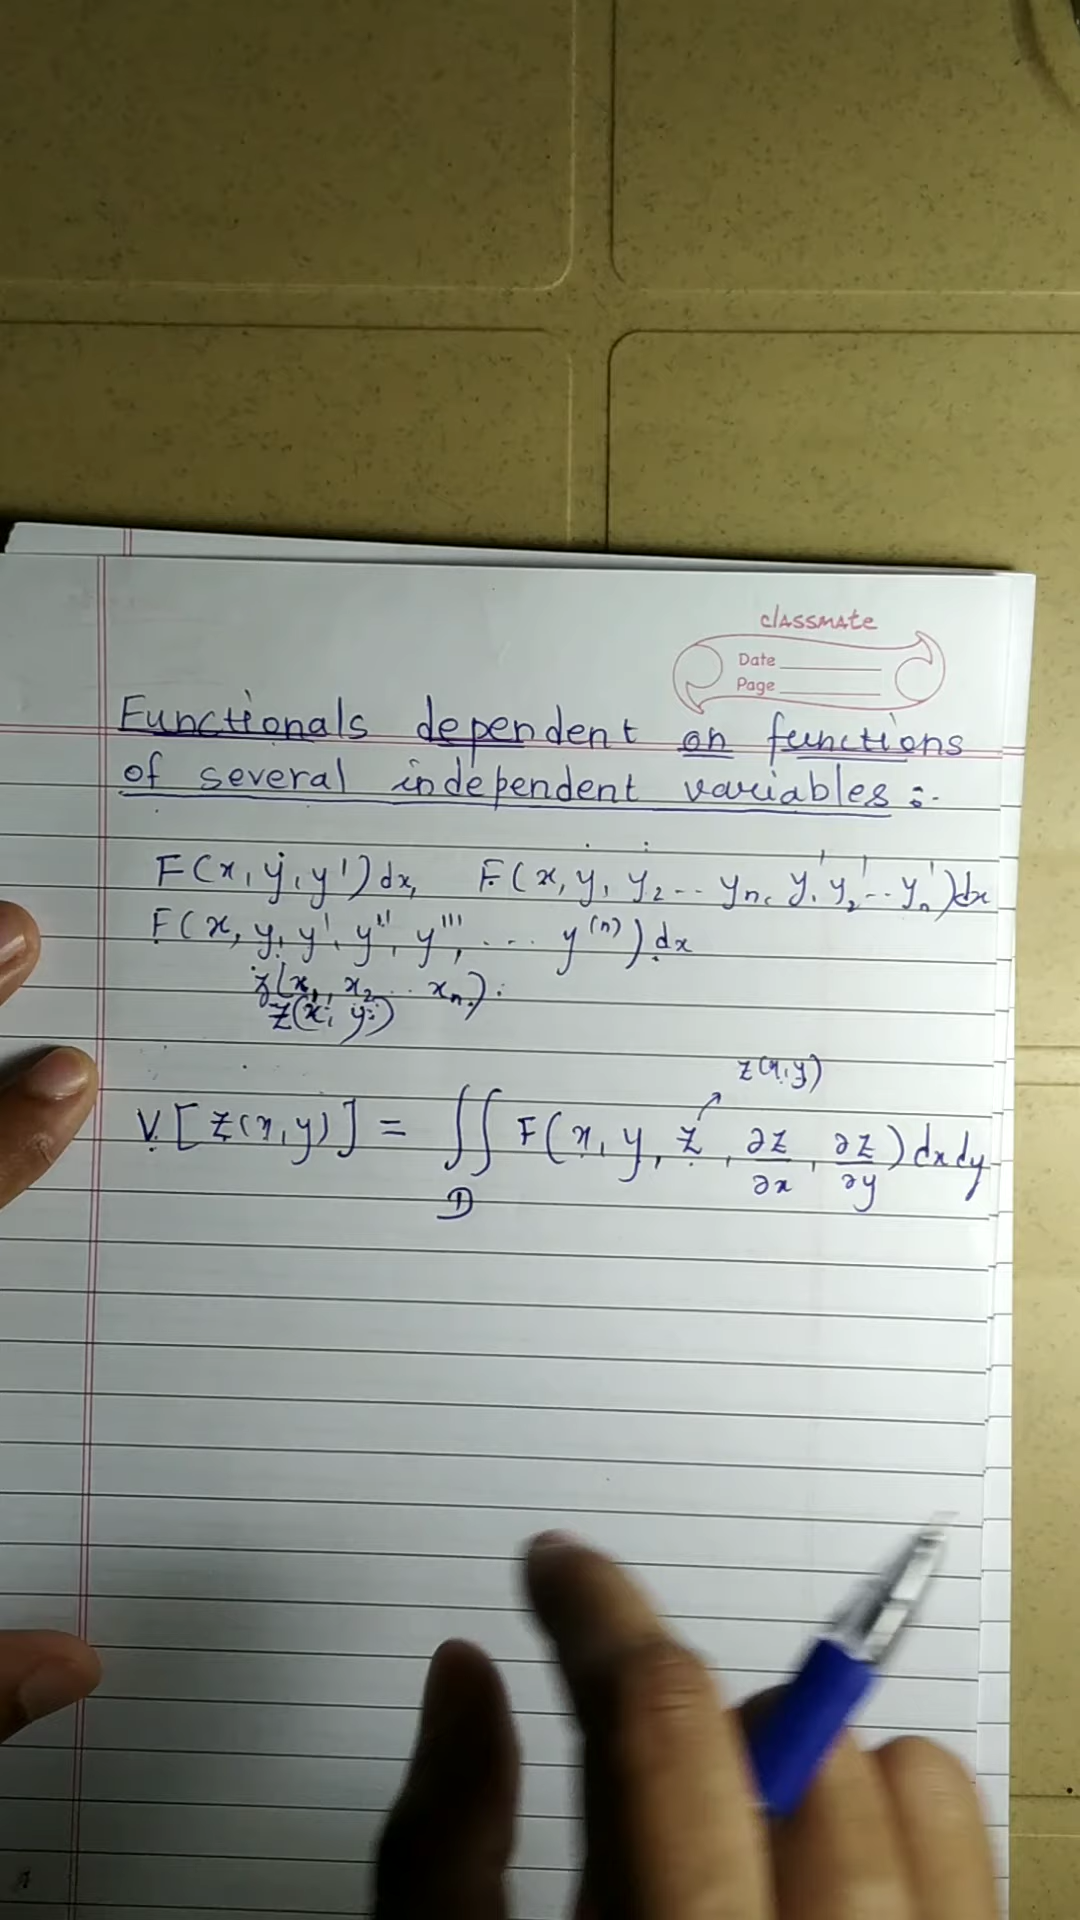 classmate
Date
Page
Functionals dependent on functions
of several independent variables :-
F(x, y, y') dx, F(x, y, y₂ -- yₙ, y₁' y₂' -- yₙ') dx
F(x, y, y', y'', y''', ... y⁽ⁿ⁾) dx
z(x₁, x₂ .. xₙ).
z(x, y)
z(x,y)
V[z(x,y)] = ∬ F(x, y, z, ∂z/∂x, ∂z/∂y) dx dy
D